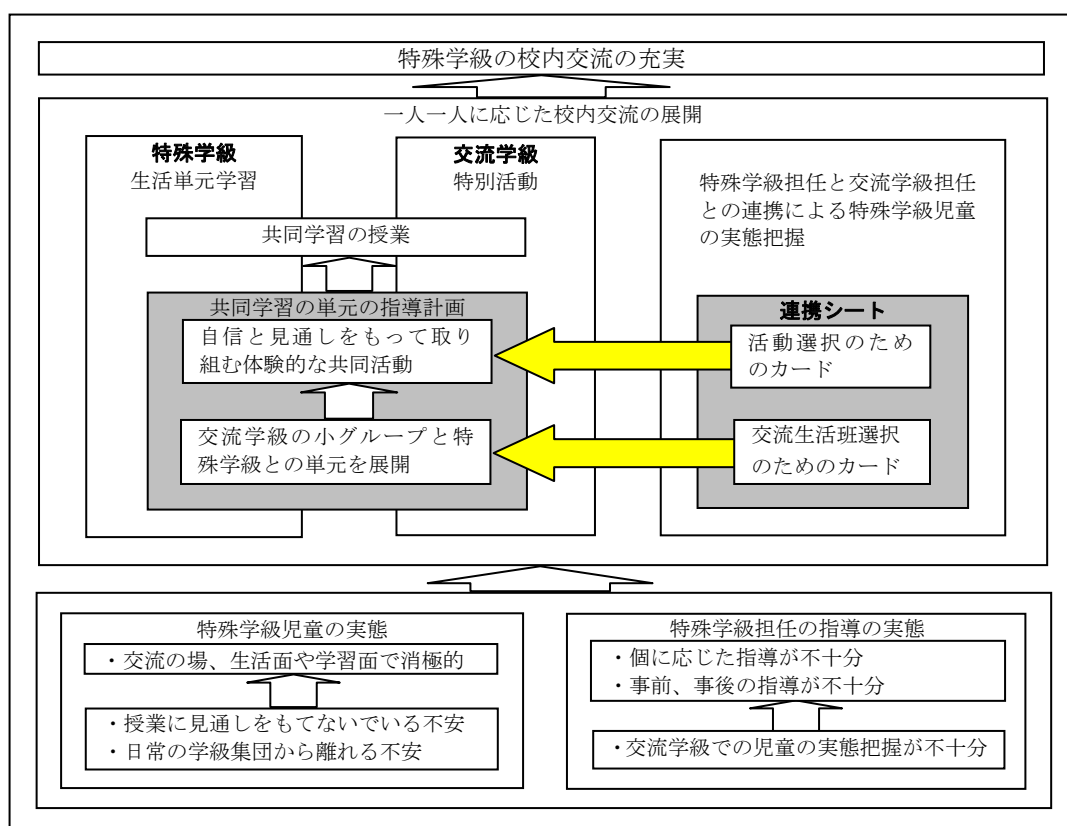 特殊学級の校内交流の充実
一人一人に応じた校内交流の展開
特殊学級
生活単元学習
交流学級
特別活動
共同学習の授業
共同学習の単元の指導計画
自信と見通しをもって取り
組む体験的な共同活動
交流学級の小グループと特
殊学級との単元を展開
特殊学級担任と交流学級担任
との連携による特殊学級児童
の実態把握
連携シート
活動選択のため
のカード
交流生活班選択
のためのカード
特殊学級児童の実態
・交流の場、生活面や学習面で消極的
・授業に見通しをもてないでいる不安
・日常の学級集団から離れる不安
特殊学級担任の指導の実態
・個に応じた指導が不十分
・事前、事後の指導が不十分
・交流学級での児童の実態把握が不十分